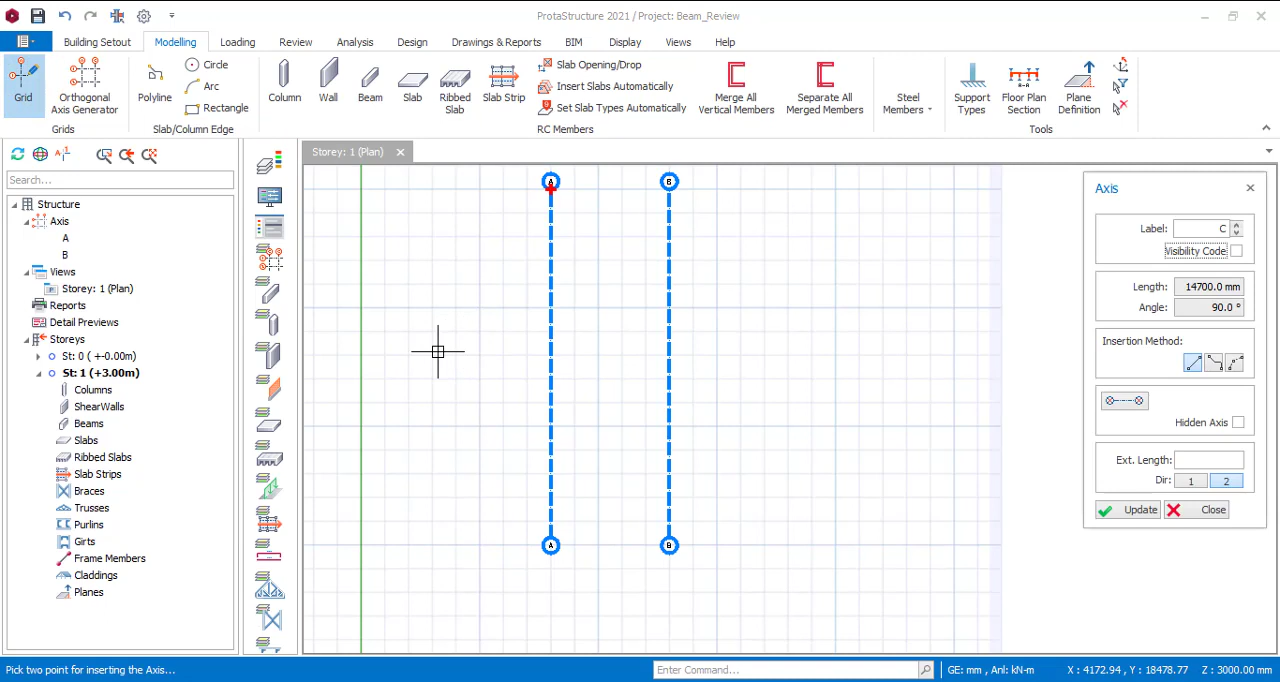 ProtaStructure 2021 / Project: Beam_Review
Building Setout Modelling Loading Review Analysis Design Drawings & Reports BIM Display Views Help
Grid
Orthogonal Axis Generator
Grids
Polyline
Circle
Arc
Rectangle
Slab/Column Edge
Column
Wall
Beam
Slab
Ribbed Slab
Slab Strip
Slab Opening/Drop
Insert Slabs Automatically
Set Slab Types Automatically
RC Members
Merge All Vertical Members
Separate All Merged Members
Steel Members
Support Types
Floor Plan Section
Plane Definition
Tools
Search...
Structure
Axis
A
B
Views
Storey: 1 (Plan)
Reports
Detail Previews
Storeys
St: 0 ( +-0.00m)
St: 1 (+3.00m)
Columns
ShearWalls
Beams
Slabs
Ribbed Slabs
Slab Strips
Braces
Trusses
Purlins
Girts
Frame Members
Claddings
Planes
Storey: 1 (Plan)
A B
A B
Axis
Label: C
Visibility Code
Length: 14700.0 mm
Angle: 90.0 °
Insertion Method:
Hidden Axis
Ext. Length:
Dir: 1 2
Update Close
Pick two point for inserting the Axis...
Enter Command...
GE: mm , Anl: kN-m
X : 4172.94 , Y : 18478.77 Z : 3000.00 mm